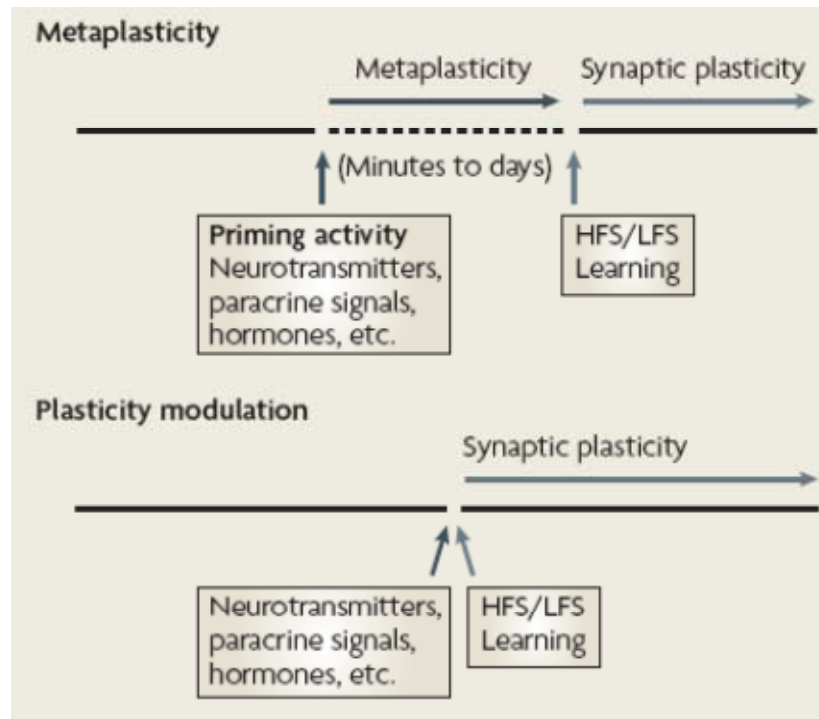 Metaplasticity
Metaplasticity
Synaptic plasticity
(Minutes to days)
Priming activity
Neurotransmitters,
paracrine signals,
hormones, etc.
HFS/LFS
Learning
Plasticity modulation
Synaptic plasticity
Neurotransmitters,
paracrine signals,
hormones, etc.
HFS/LFS
Learning